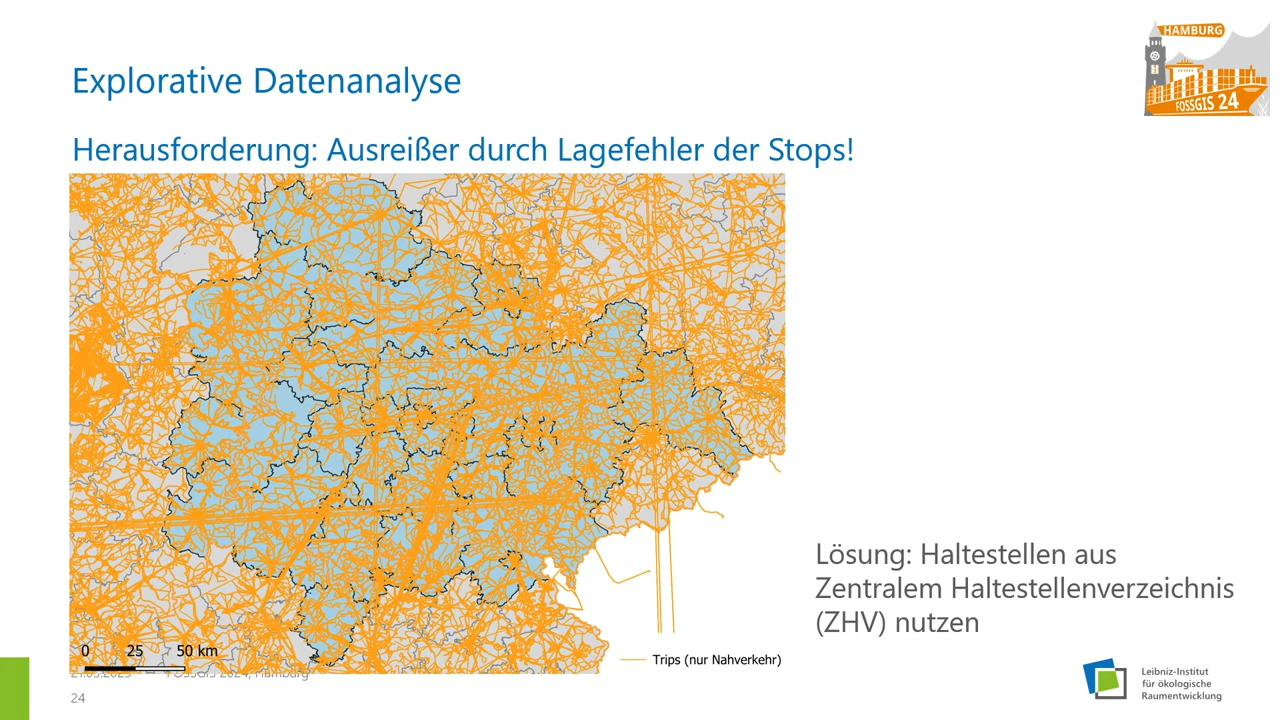 HAMBURG
FOSSGIS 24
Explorative Datenanalyse
Herausforderung: Ausreißer durch Lagefehler der Stops!
Lösung: Haltestellen aus
Zentralem Haltestellenverzeichnis
(ZHV) nutzen
0 25 50 km
Trips (nur Nahverkehr)
Hamburg
24
Leibniz-Institut
für ökologische
Raumentwicklung